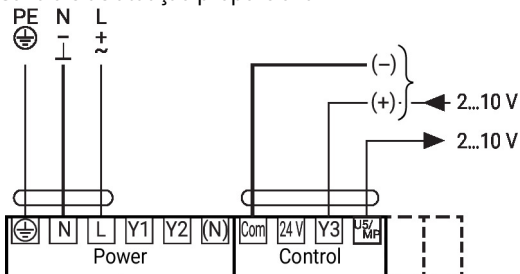 PE N L
– +
⊥ ~
(–)
(+) 2...10 V
2...10 V
N L Y1 Y2 (N) Com 24 V Y3 U5/MP
Power Control